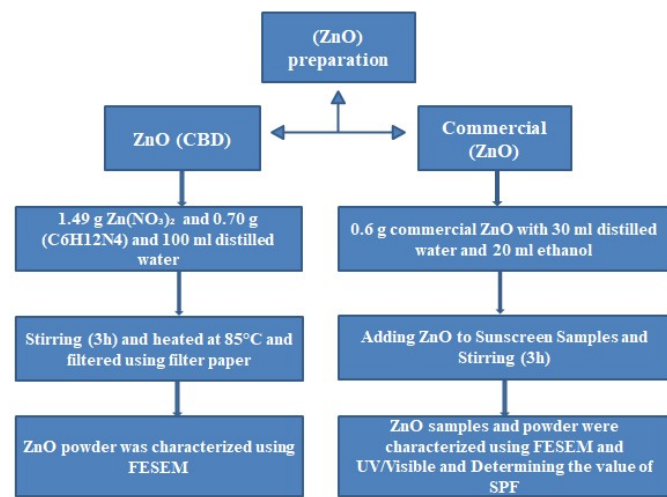 (ZnO)
preparation
ZnO (CBD)
Commercial
(ZnO)
1.49 g Zn(NO₃)₂ and 0.70 g
(C6H12N4) and 100 ml distilled
water
0.6 g commercial ZnO with 30 ml distilled
water and 20 ml ethanol
Stirring (3h) and heated at 85°C and
filtered using filter paper
Adding ZnO to Sunscreen Samples and
Stirring (3h)
ZnO powder was characterized using
FESEM
ZnO samples and powder were
characterized using FESEM and
UV/Visible and Determining the value of
SPF